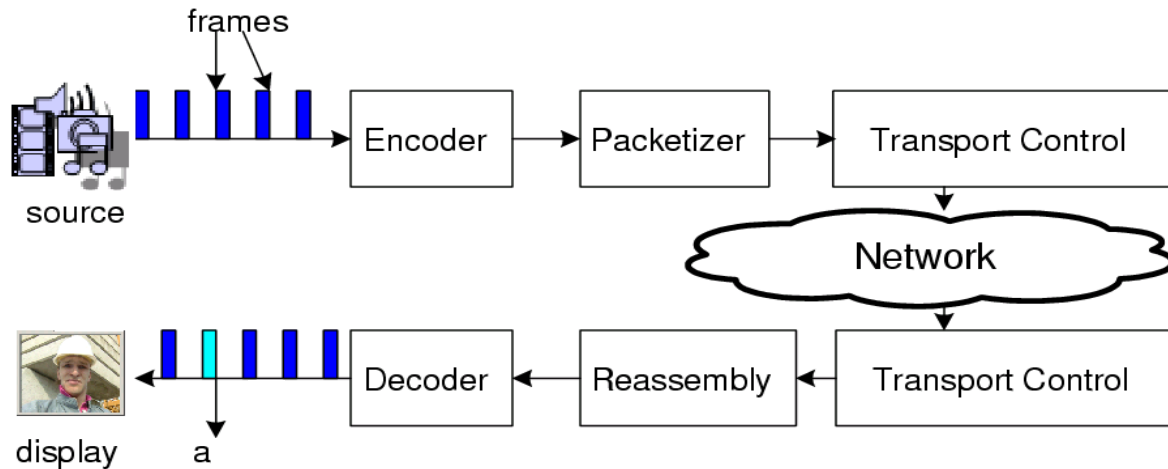 frames
Encoder
Packetizer
Transport Control
source
Network
Decoder
Reassembly
Transport Control
display
a